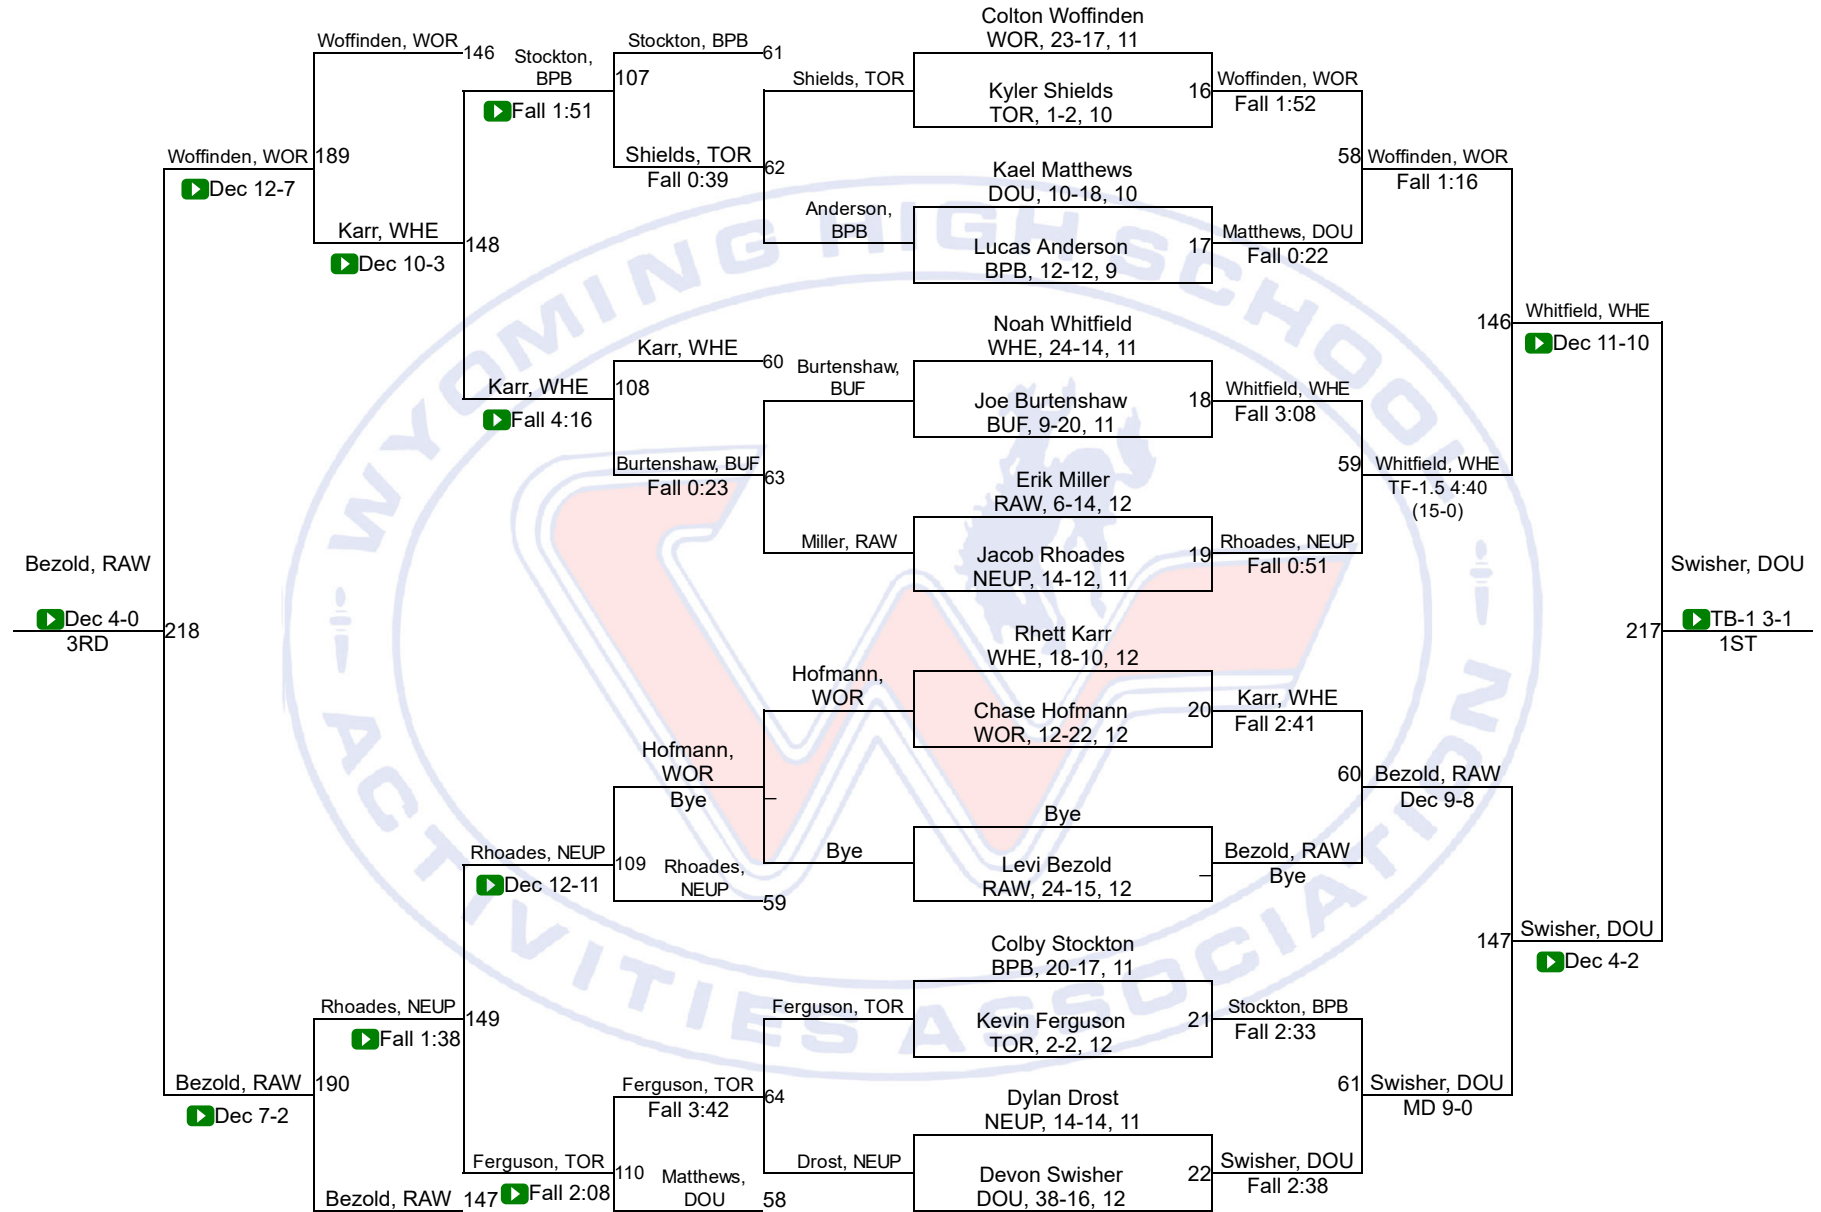 Colton Woffinden
WOR, 23-17, 11
Woffinden, WOR
146
Stockton,
BPB
Fall 1:51
Stockton, BPB
61
107
Shields, TOR
Kyler Shields
TOR, 1-2, 10
16
Woffinden, WOR
Fall 1:52
Woffinden, WOR
189
Dec 12-7
Shields, TOR
62
Fall 0:39
58
Woffinden, WOR
Fall 1:16
Kael Matthews
DOU, 10-18, 10
Anderson,
BPB
Karr, WHE
148
Dec 10-3
Lucas Anderson
BPB, 12-12, 9
17
Matthews, DOU
Fall 0:22
Noah Whitfield
WHE, 24-14, 11
146
Whitfield, WHE
Dec 11-10
Karr, WHE
60
Burtenshaw,
BUF
Karr, WHE
108
Fall 4:16
Joe Burtenshaw
BUF, 9-20, 11
18
Whitfield, WHE
Fall 3:08
Burtenshaw, BUF
63
Fall 0:23
59
Whitfield, WHE
TF-1.5 4:40
(15-0)
Erik Miller
RAW, 6-14, 12
Miller, RAW
Jacob Rhoades
NEUP, 14-12, 11
19
Rhoades, NEUP
Fall 0:51
Bezold, RAW
Dec 4-0
3RD
218
Swisher, DOU
217
TB-1 3-1
1ST
Rhett Karr
WHE, 18-10, 12
Hofmann,
WOR
Chase Hofmann
WOR, 12-22, 12
20
Karr, WHE
Fall 2:41
Hofmann,
WOR
Bye
60
Bezold, RAW
Dec 9-8
Bye
Bye
Levi Bezold
RAW, 24-15, 12
Bezold, RAW
Bye
Rhoades, NEUP
109
Dec 12-11
Rhoades,
NEUP
59
Colby Stockton
BPB, 20-17, 11
147
Swisher, DOU
Dec 4-2
Rhoades, NEUP
149
Fall 1:38
Ferguson, TOR
Kevin Ferguson
TOR, 2-2, 12
21
Stockton, BPB
Fall 2:33
Bezold, RAW
190
Dec 7-2
Ferguson, TOR
64
Fall 3:42
61
Swisher, DOU
MD 9-0
Dylan Drost
NEUP, 14-14, 11
Ferguson, TOR
110
Fall 2:08
Drost, NEUP
Devon Swisher
DOU, 38-16, 12
22
Swisher, DOU
Fall 2:38
Bezold, RAW
147
Matthews,
DOU
58
WYOMING HIGH SCHOOL
ACTIVITIES ASSOCIATION